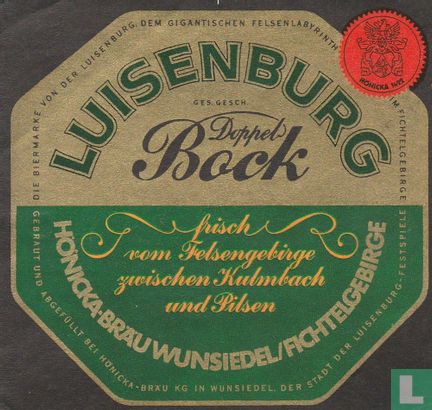 DIE BIERMARKE VON DER LUISENBURG, DEM GIGANTISCHEN FELSENLABYRINTH IM FICHTELGEBIRGE
LUISENBURG
HÖNICKA WUN
GES. GESCH.
Doppel
Bock
frisch
vom Felsengebirge
zwischen Kulmbach
und Pilsen
HÖNICKA-BRÄU WUNSIEDEL/FICHTELGEBIRGE
GEBRAUT UND ABGEFÜLLT BEI HÖNICKA-BRÄU KG IN WUNSIEDEL, DER STADT DER LUISENBURG-FESTSPIELE
L